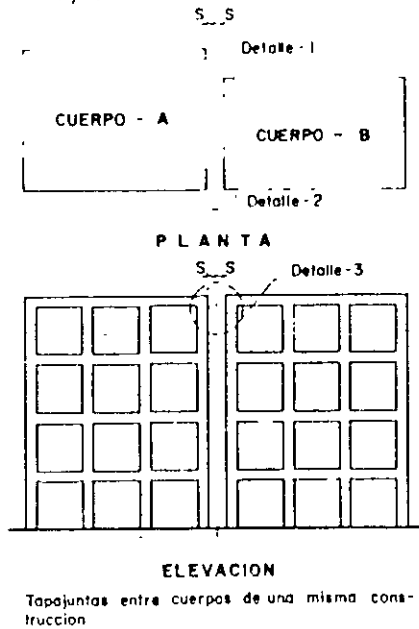 S S
Detalle - 1
CUERPO - A
CUERPO - B
Detalle - 2
PLANTA
S S
Detalle - 3
ELEVACION
Tapajuntas entre cuerpos de una misma cons-
truccion